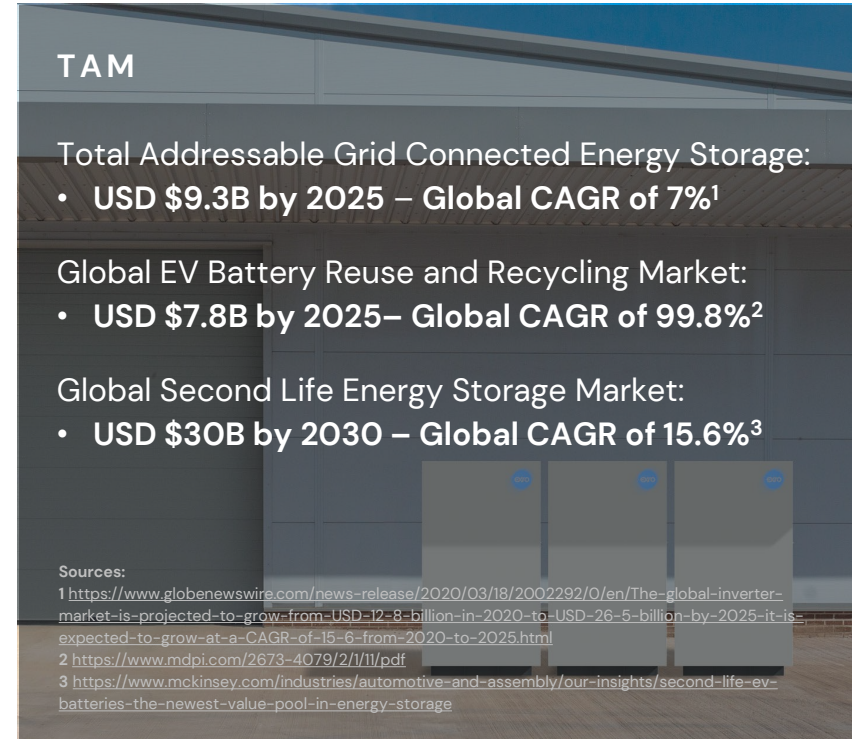 TAM
Total Addressable Grid Connected Energy Storage:
• USD $9.3B by 2025 – Global CAGR of 7%¹
Global EV Battery Reuse and Recycling Market:
• USD $7.8B by 2025– Global CAGR of 99.8%²
Global Second Life Energy Storage Market:
• USD $30B by 2030 – Global CAGR of 15.6%³
Sources:
1 https://www.globenewswire.com/news-release/2020/03/18/2002292/0/en/The-global-inverter-
market-is-projected-to-grow-from-USD-12-8-billion-in-2020-to-USD-26-5-billion-by-2025-it-is-
expected-to-grow-at-a-CAGR-of-15-6-from-2020-to-2025.html
2 https://www.mdpi.com/2673-4079/2/1/11/pdf
3 https://www.mckinsey.com/industries/automotive-and-assembly/our-insights/second-life-ev-
batteries-the-newest-value-pool-in-energy-storage